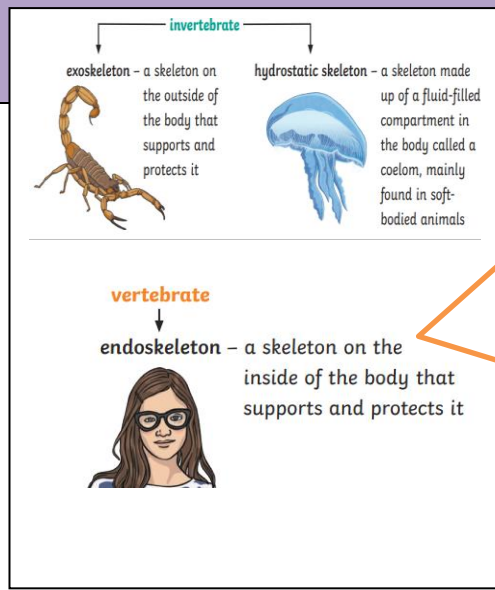 invertebrate
exoskeleton – a skeleton on
the outside of
the body that
supports and
protects it
hydrostatic skeleton – a skeleton made
up of a fluid-filled
compartment in
the body called a
coelom, mainly
found in soft-
bodied animals
vertebrate
endoskeleton – a skeleton on the
inside of the body that
supports and protects it